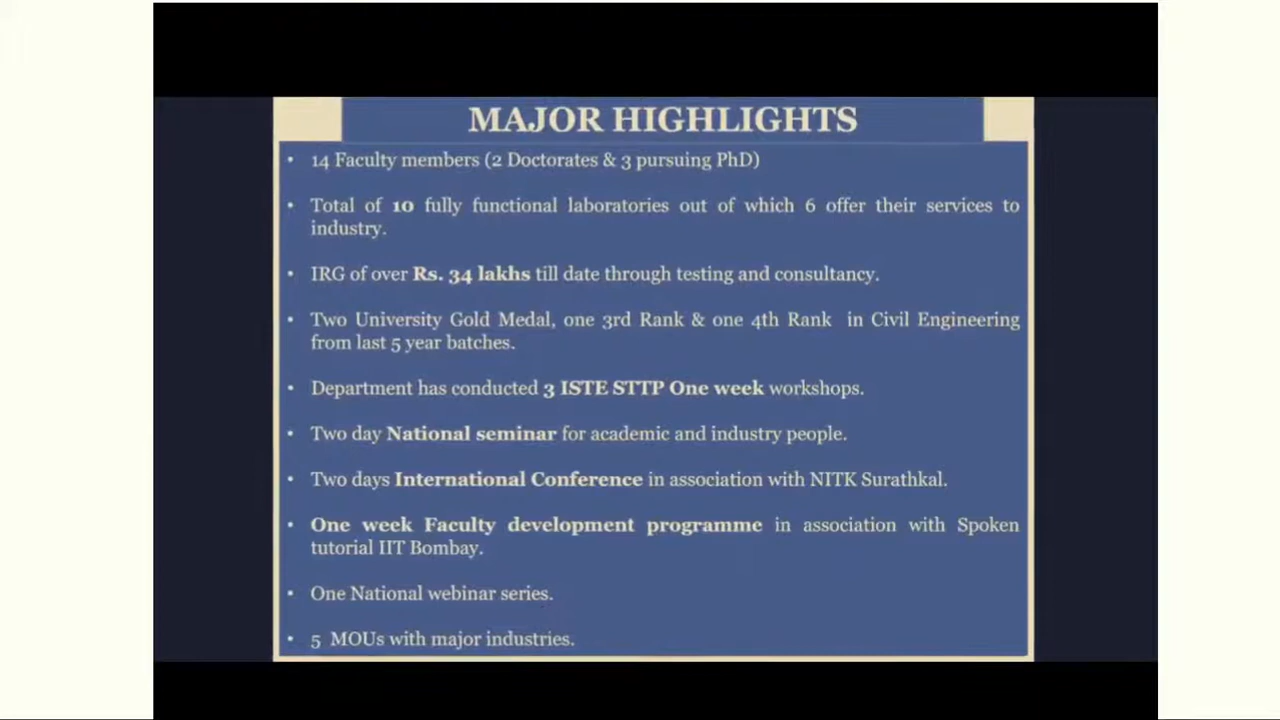 MAJOR HIGHLIGHTS
• 14 Faculty members (2 Doctorates & 3 pursuing PhD)
• Total of 10 fully functional laboratories out of which 6 offer their services to
industry.
• IRG of over Rs. 34 lakhs till date through testing and consultancy.
• Two University Gold Medal, one 3rd Rank & one 4th Rank in Civil Engineering
from last 5 year batches.
• Department has conducted 3 ISTE STTP One week workshops.
• Two day National seminar for academic and industry people.
• Two days International Conference in association with NITK Surathkal.
• One week Faculty development programme in association with Spoken
tutorial IIT Bombay.
• One National webinar series.
• 5 MOUs with major industries.